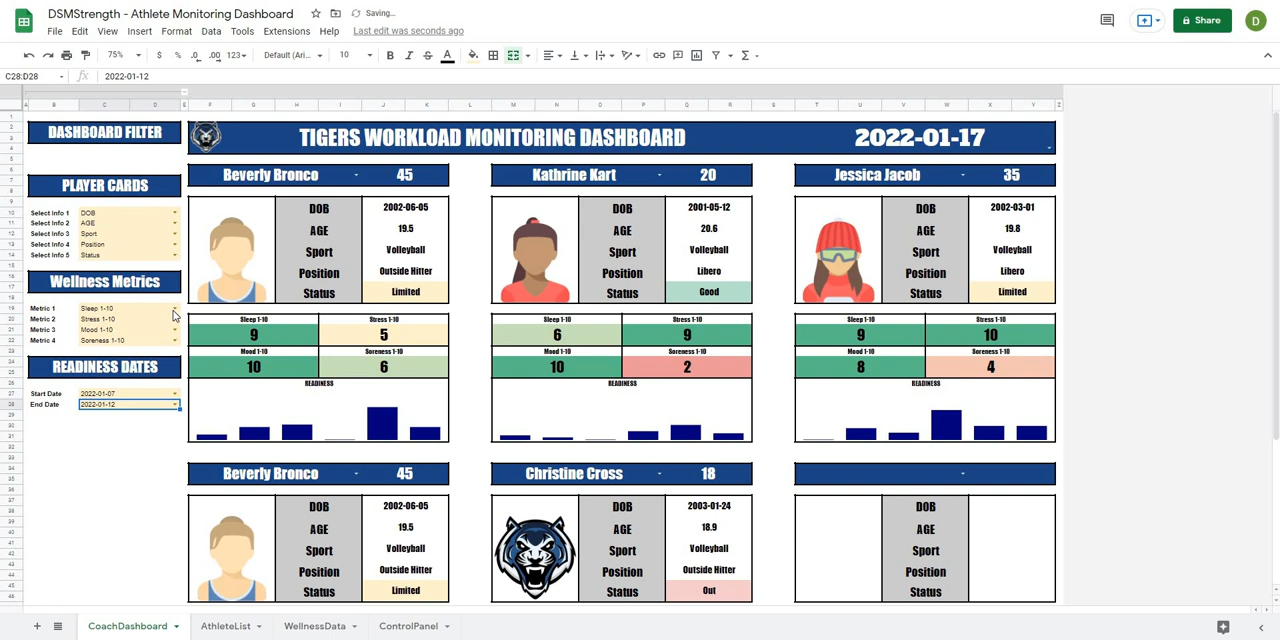 DSMStrength - Athlete Monitoring Dashboard Saving...
File Edit View Insert Format Data Tools Extensions Help Last edit was seconds ago
Share
D
75% $ % .0 .00 123 Default (Ari... 10 B I S A
C28:D28 fx 2022-01-12
A B C D E F G H I J K L M N O P Q R S T U V W X Y Z
DASHBOARD FILTER
TIGERS WORKLOAD MONITORING DASHBOARD 2022-01-17
PLAYER CARDS
Select Info 1 DOB
Select Info 2 AGE
Select Info 3 Sport
Select Info 4 Position
Select Info 5 Status
Wellness Metrics
Metric 1 Sleep 1-10
Metric 2 Stress 1-10
Metric 3 Mood 1-10
Metric 4 Soreness 1-10
READINESS DATES
Start Date 2022-01-07
End Date 2022-01-12
Beverly Bronco 45
DOB 2002-06-05
AGE 19.5
Sport Volleyball
Position Outside Hitter
Status Limited
Sleep 1-10 Stress 1-10
9 5
Mood 1-10 Soreness 1-10
10 6
READINESS
Kathrine Kart 20
DOB 2001-05-12
AGE 20.6
Sport Volleyball
Position Libero
Status Good
Sleep 1-10 Stress 1-10
6 9
Mood 1-10 Soreness 1-10
10 2
READINESS
Jessica Jacob 35
DOB 2002-03-01
AGE 19.8
Sport Volleyball
Position Libero
Status Limited
Sleep 1-10 Stress 1-10
9 10
Mood 1-10 Soreness 1-10
8 4
READINESS
Beverly Bronco 45
DOB 2002-06-05
AGE 19.5
Sport Volleyball
Position Outside Hitter
Status Limited
Christine Cross 18
DOB 2003-01-24
AGE 18.9
Sport Volleyball
Position Outside Hitter
Status Out
DOB
AGE
Sport
Position
Status
CoachDashboard AthleteList WellnessData ControlPanel